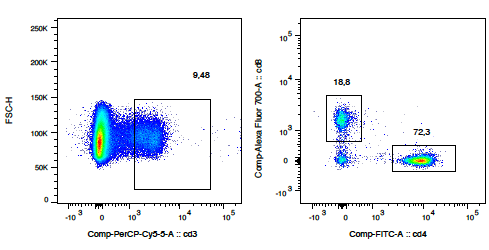 250K
200K
150K
100K
50K
0
FSC-H
9,48
-10 3
0
10 3
10 4
10 5
Comp-PerCP-Cy5-5-A :: cd3
10 5
10 4
10 3
0
-10 3
Comp-Alexa Fluor 700-A :: cd8
18,8
72,3
-10 3
0
10 3
10 4
10 5
Comp-FITC-A :: cd4